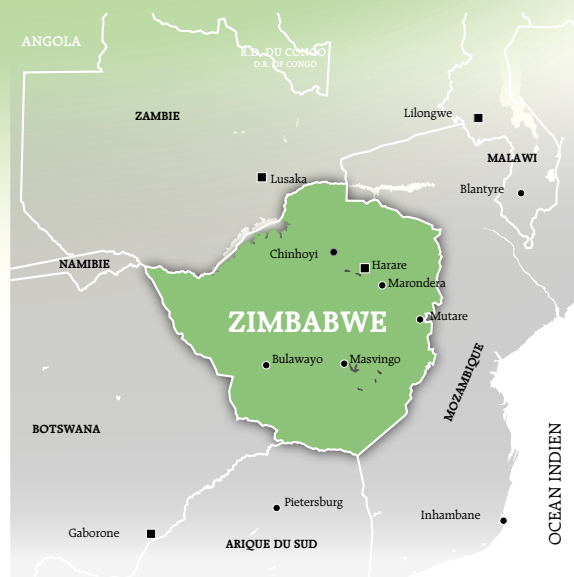 ANGOLA
R.D. DU CONGO
D.R. OF CONGO
ZAMBIE
Lilongwe
MALAWI
Lusaka
Blantyre
Chinhoyi
NAMIBIE
Harare
Marondera
ZIMBABWE
Mutare
Bulawayo
Masvingo
MOZAMBIQUE
BOTSWANA
OCEAN INDIEN
Pietersburg
Inhambane
Gaborone
ARIQUE DU SUD